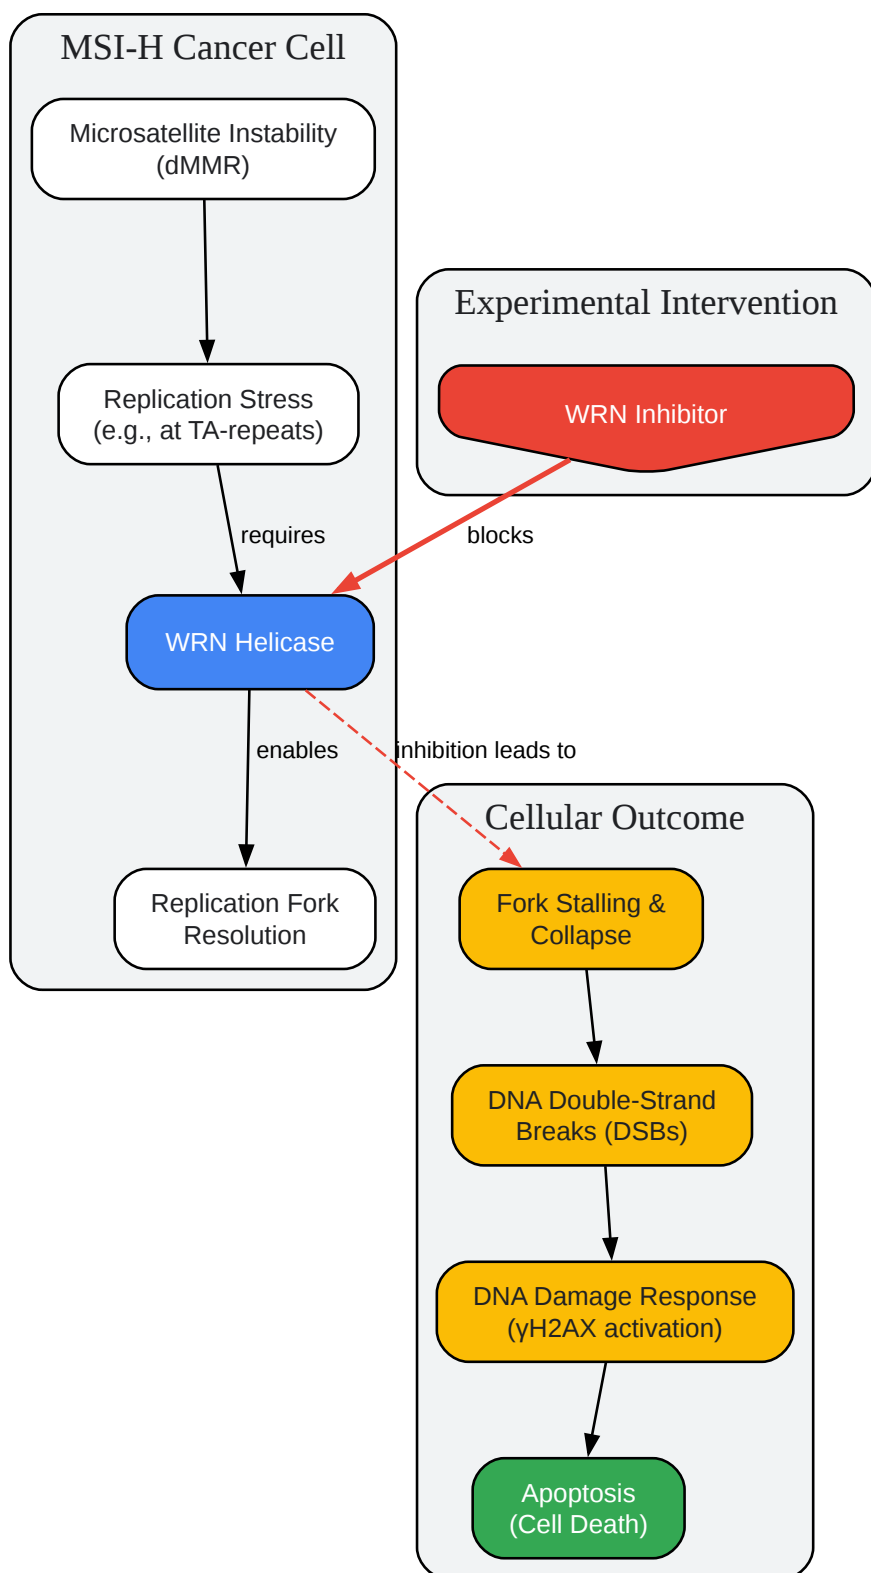 MSI-H Cancer Cell
Microsatellite Instability
(dMMR)
Replication Stress
(e.g., at TA-repeats)
requires
WRN Helicase
enables
Replication Fork
Resolution
Experimental Intervention
WRN Inhibitor
blocks
inhibition leads to
Cellular Outcome
Fork Stalling &
Collapse
DNA Double-Strand
Breaks (DSBs)
DNA Damage Response
(γH2AX activation)
Apoptosis
(Cell Death)